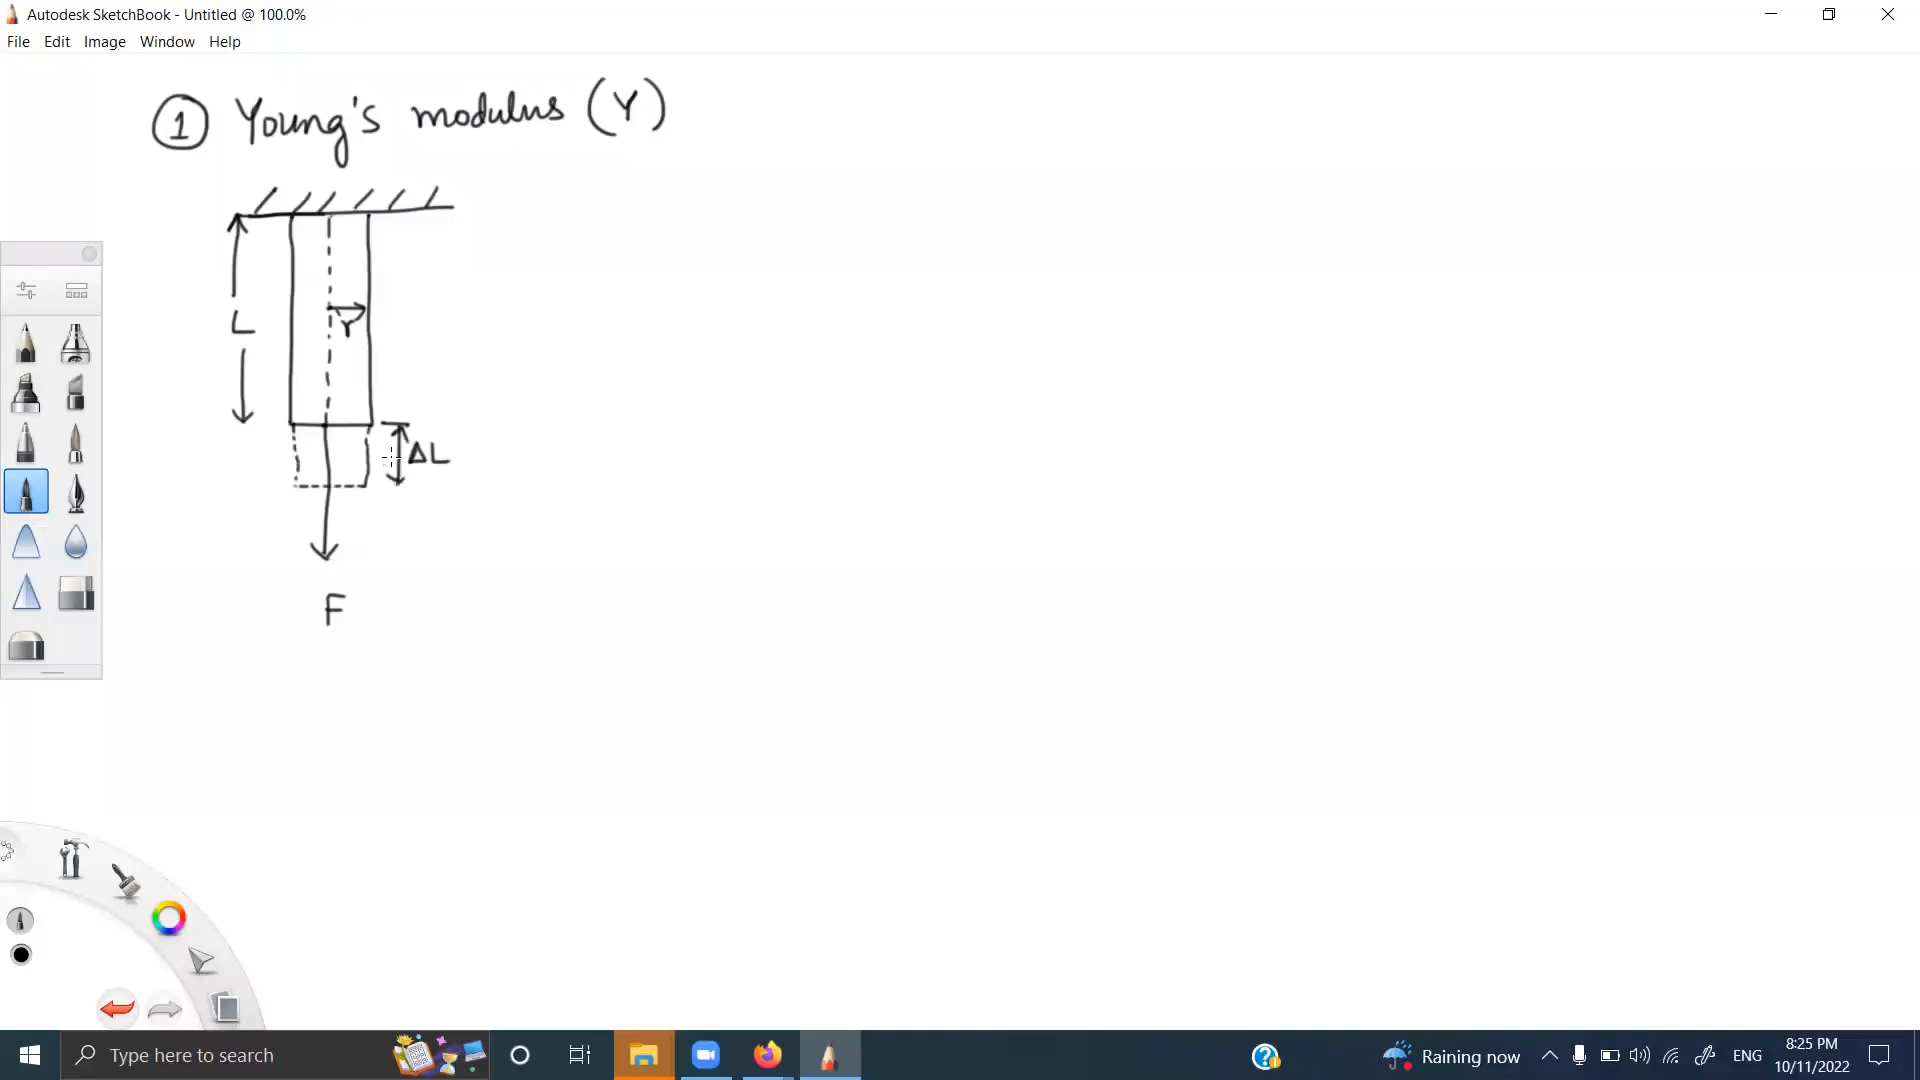 Autodesk SketchBook - Untitled @ 100.0%
File Edit Image Window Help
① Young's modulus (Y)
L
r
ΔL
F
Type here to search
Raining now
ENG
8:25 PM
10/11/2022